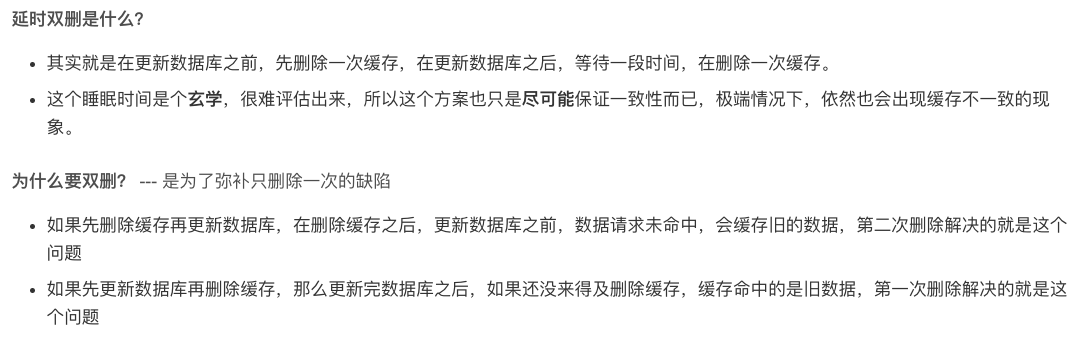 延时双删是什么?
其实就是在更新数据库之前，先删除一次缓存，在更新数据库之后，等待一段时间，在删除一次缓存。
这个睡眠时间是个玄学，很难评估出来，所以这个方案也只是尽可能保证一致性而已，极端情况下，依然也会出现缓存不一致的现
象。
为什么要双删？ --- 是为了弥补只删除一次的缺陷
如果先删除缓存再更新数据库，在删除缓存之后，更新数据库之前，数据请求未命中，会缓存旧的数据，第二次删除解决的就是这个
问题
如果先更新数据库再删除缓存，那么更新完数据库之后，如果还没来得及删除缓存，缓存命中的是旧数据，第一次删除解决的就是这
个问题